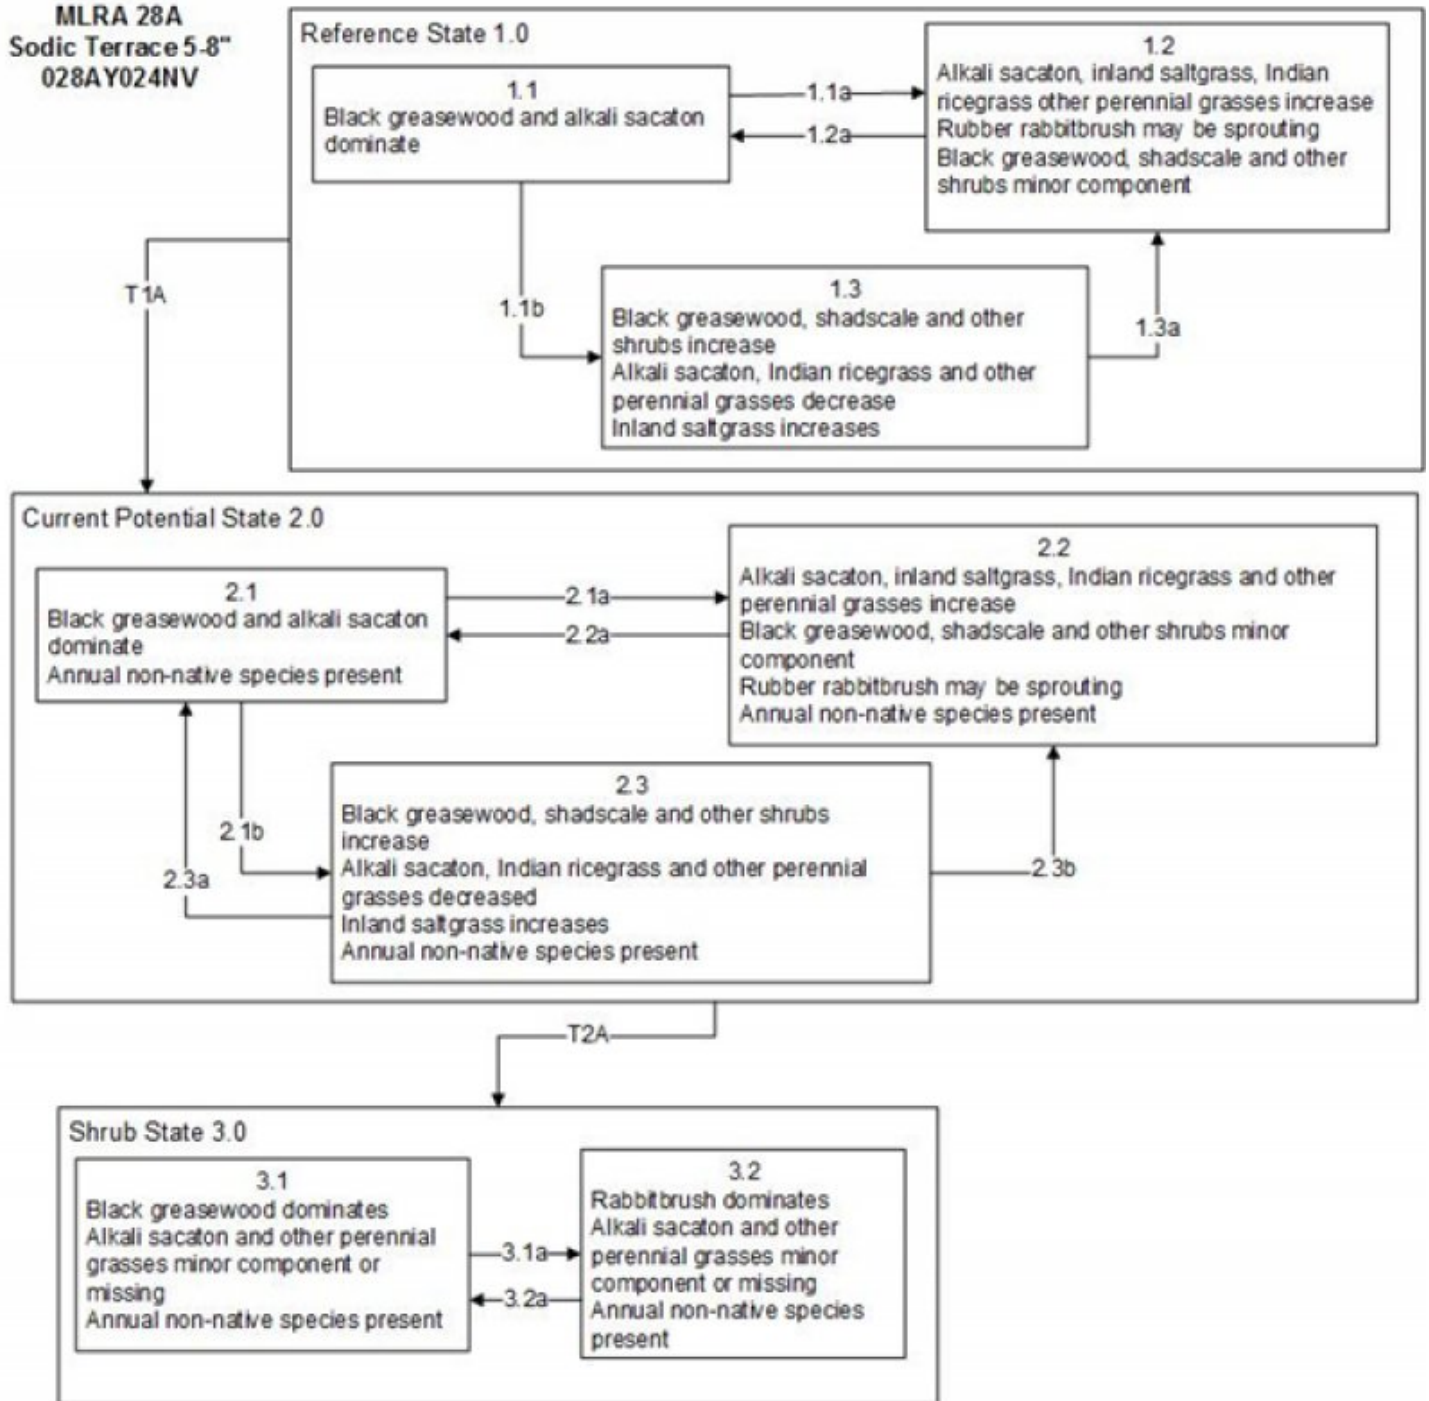 MLRA 28A
Sodic Terrace 5-8"
028AY024NV
Reference State 1.0
1.1
Black greasewood and alkali sacaton
dominate
1.1a
1.2a
1.2
Alkali sacaton, inland saltgrass, Indian
ricegrass other perennial grasses increase
Rubber rabbitbrush may be sprouting
Black greasewood, shadscale and other
shrubs minor component
T1A
1.1b
1.3
Black greasewood, shadscale and other
shrubs increase
Alkali sacaton, Indian ricegrass and other
perennial grasses decrease
Inland saltgrass increases
1.3a
Current Potential State 2.0
2.1
Black greasewood and alkali sacaton
dominate
Annual non-native species present
2.1a
2.2a
2.2
Alkali sacaton, inland saltgrass, Indian ricegrass and other
perennial grasses increase
Black greasewood, shadscale and other shrubs minor
component
Rubber rabbitbrush may be sprouting
Annual non-native species present
2.1b
2.3a
2.3
Black greasewood, shadscale and other shrubs
increase
Alkali sacaton, Indian ricegrass and other perennial
grasses decreased
Inland saltgrass increases
Annual non-native species present
2.3b
T2A
Shrub State 3.0
3.1
Black greasewood dominates
Alkali sacaton and other perennial
grasses minor component or
missing
Annual non-native species present
3.1a
3.2a
3.2
Rabbitbrush dominates
Alkali sacaton and other
perennial grasses minor
component or missing
Annual non-native species
present